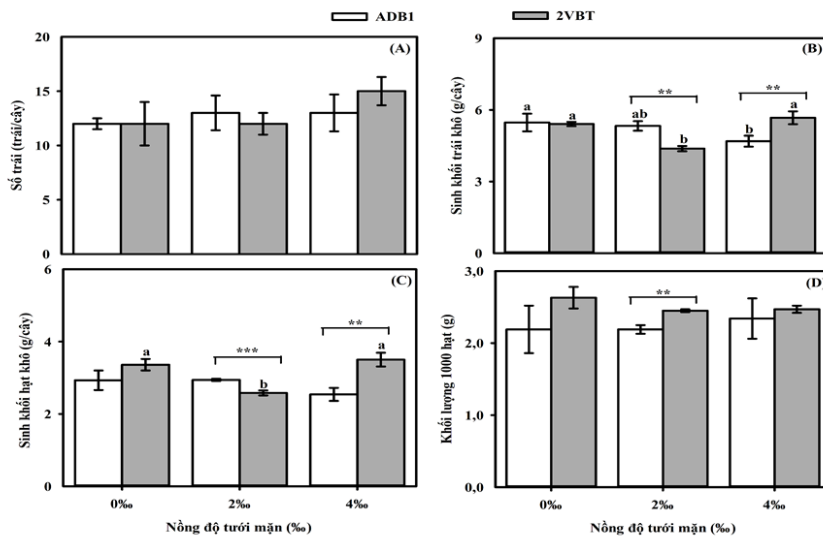 ADB1 2VBT
20
15
10
5
0
Số trái (trái/cây)
(A)
9
6
3
0
Sinh khối trái khô (g/cây)
(B)
a a
ab ** b
b ** a
6
4
2
0
Sinh khối hạt khô (g/cây)
(C)
a
*** b
** a
0‰ 2‰ 4‰
Nồng độ tưới mặn (‰)
3,0
2,0
1,0
0,0
Khối lượng 1000 hạt (g)
(D)
**
0‰ 2‰ 4‰
Nồng độ tưới mặn (‰)